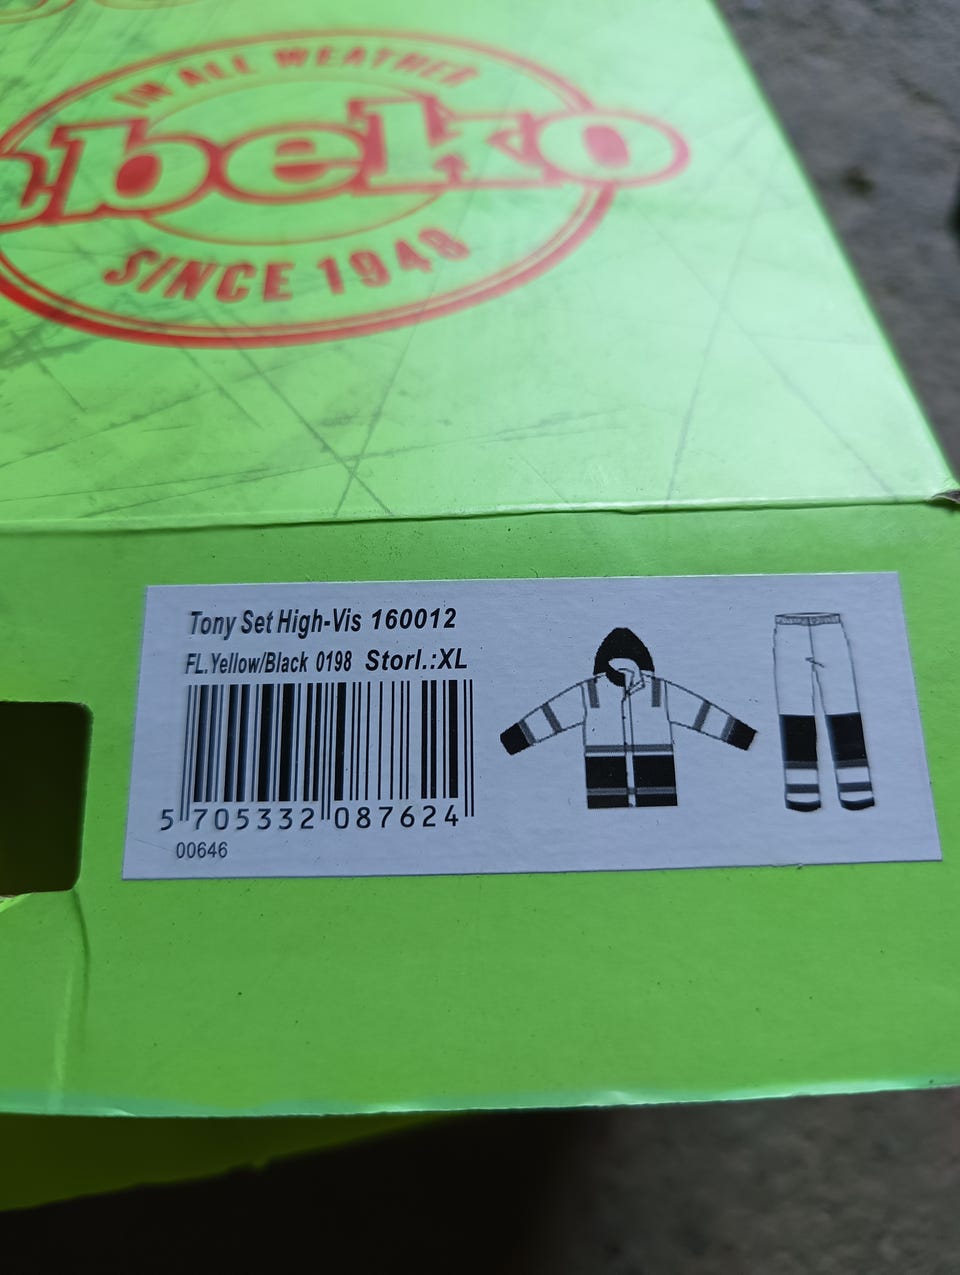 IN ALL WEATHER
beko
SINCE 1948
Tony Set High-Vis 160012
FL.Yellow/Black 0198 Storl.:XL
5 705332 087624
00646